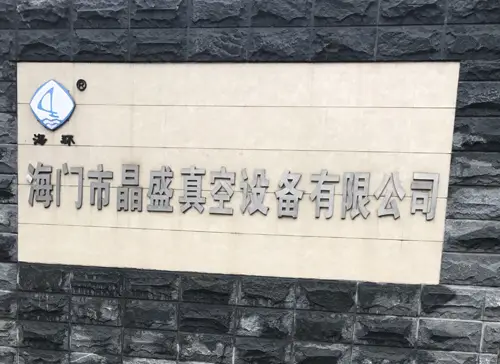 ®
海环
海门市晶盛真空设备有限公司